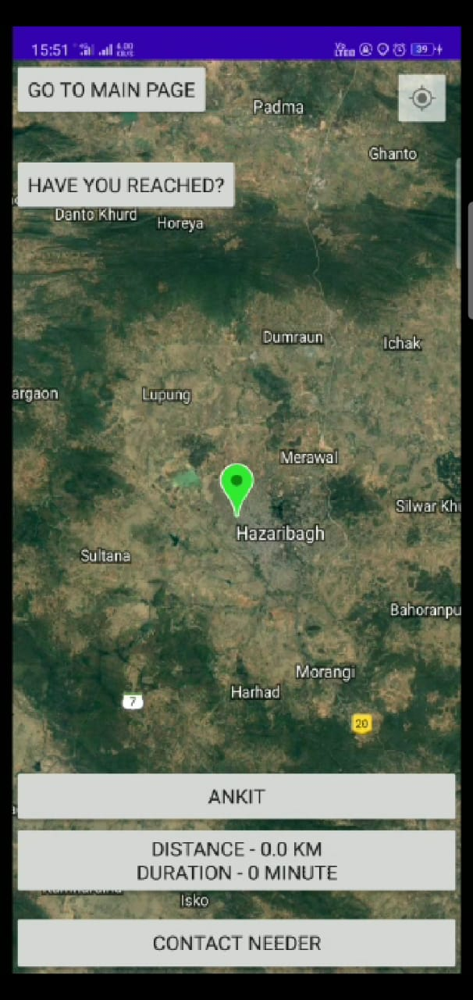 15:51
39
GO TO MAIN PAGE
Padma
Ghanto
HAVE YOU REACHED?
Danto Khurd
Horeya
Dumraun
Ichak
argaon
Lupung
Merawal
Silwar Khu
Hazaribagh
Sultana
Bahoranpu
Morangi
Harhad
7
20
ANKIT
DISTANCE - 0.0 KM
DURATION - 0 MINUTE
Isko
CONTACT NEEDER